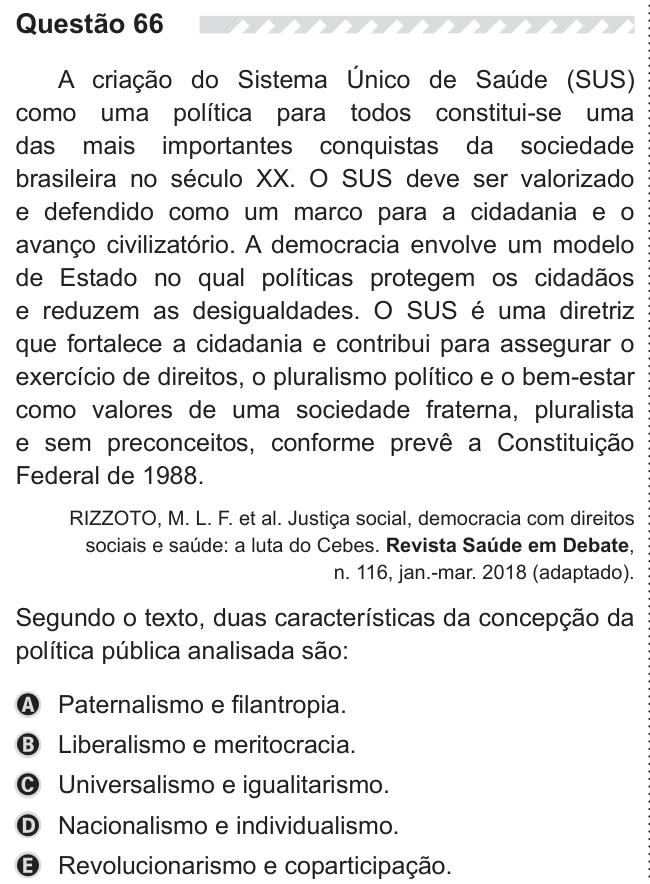 Questão 66
A criação do Sistema Único de Saúde (SUS)
como uma política para todos constitui-se uma
das mais importantes conquistas da sociedade
brasileira no século XX. O SUS deve ser valorizado
e defendido como um marco para a cidadania e o
avanço civilizatório. A democracia envolve um modelo
de Estado no qual políticas protegem os cidadãos
e reduzem as desigualdades. O SUS é uma diretriz
que fortalece a cidadania e contribui para assegurar o
exercício de direitos, o pluralismo político e o bem-estar
como valores de uma sociedade fraterna, pluralista
e sem preconceitos, conforme prevê a Constituição
Federal de 1988.
RIZZOTO, M. L. F. et al. Justiça social, democracia com direitos
sociais e saúde: a luta do Cebes. Revista Saúde em Debate,
n. 116, jan.-mar. 2018 (adaptado).
Segundo o texto, duas características da concepção da
política pública analisada são:
A Paternalismo e filantropia.
B Liberalismo e meritocracia.
C Universalismo e igualitarismo.
D Nacionalismo e individualismo.
E Revolucionarismo e coparticipação.